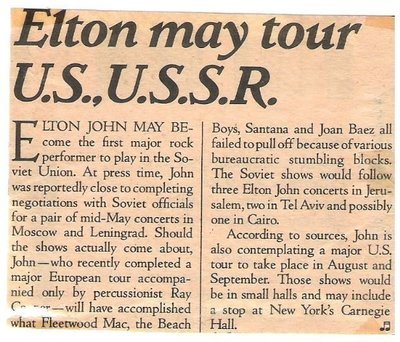 Elton may tour
U.S., U.S.S.R.
ELTON JOHN MAY BE-
come the first major rock
performer to play in the So-
viet Union. At press time, John
was reportedly close to completing
negotiations with Soviet officials
for a pair of mid-May concerts in
Moscow and Leningrad. Should
the shows actually come about,
John—who recently completed a
major European tour accompa-
nied only by percussionist Ray
—will have accomplished
what Fleetwood Mac, the Beach
Boys, Santana and Joan Baez all
failed to pull off because of various
bureaucratic stumbling blocks.
The Soviet shows would follow
three Elton John concerts in Jeru-
salem, two in Tel Aviv and possibly
one in Cairo.
According to sources, John is
also contemplating a major U.S.
tour to take place in August and
September. Those shows would
be in small halls and may include
a stop at New York's Carnegie
Hall.